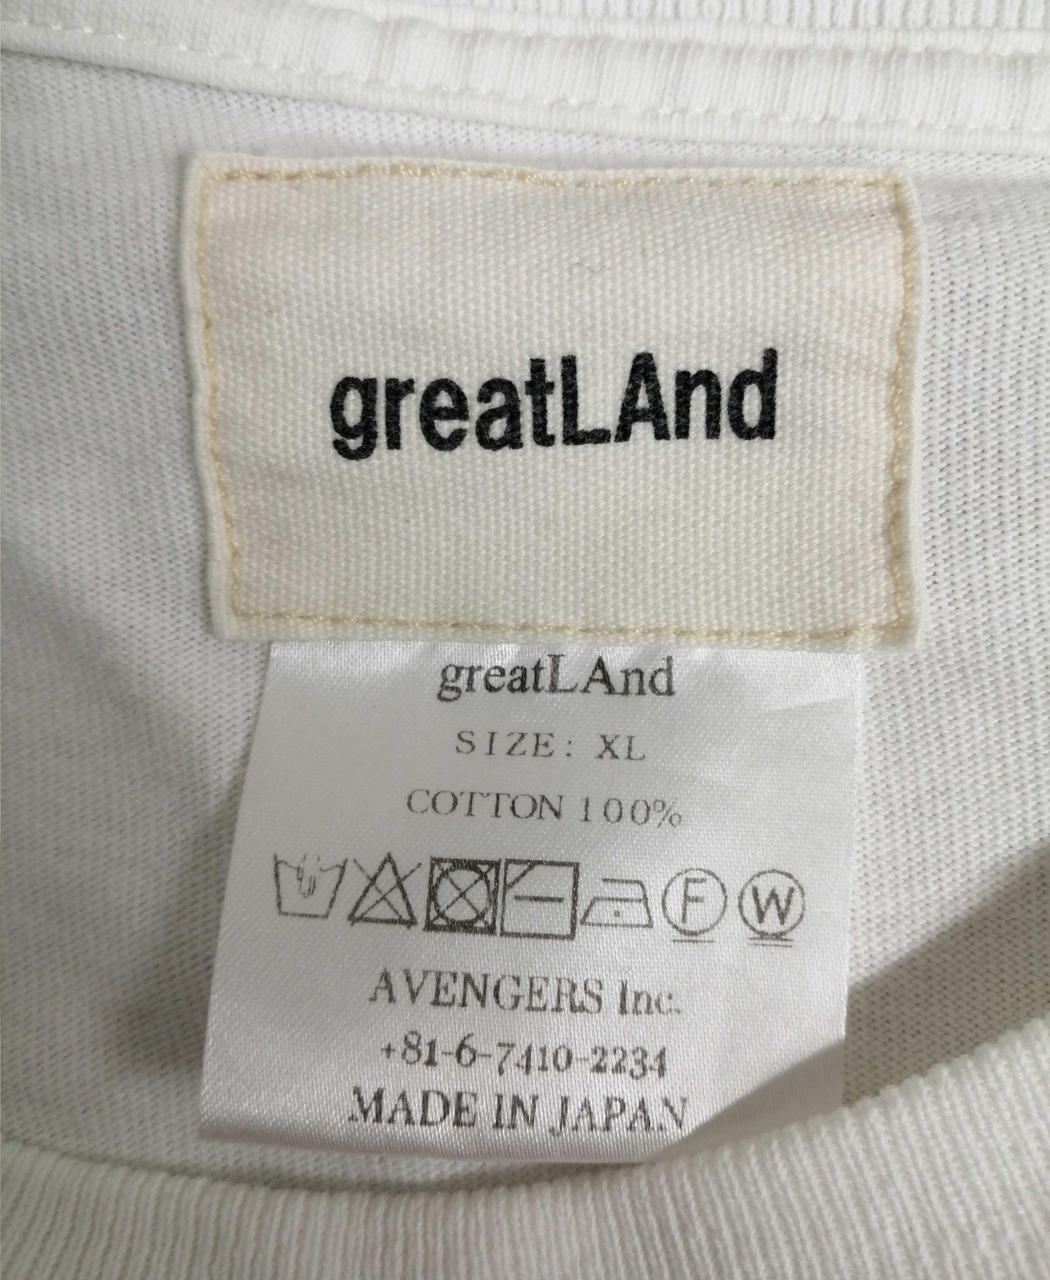 greatLAnd
greatLAnd
SIZE: XL
COTTON 100%
F W
AVENGERS Inc.
+81-6-7410-2234
MADE IN JAPAN